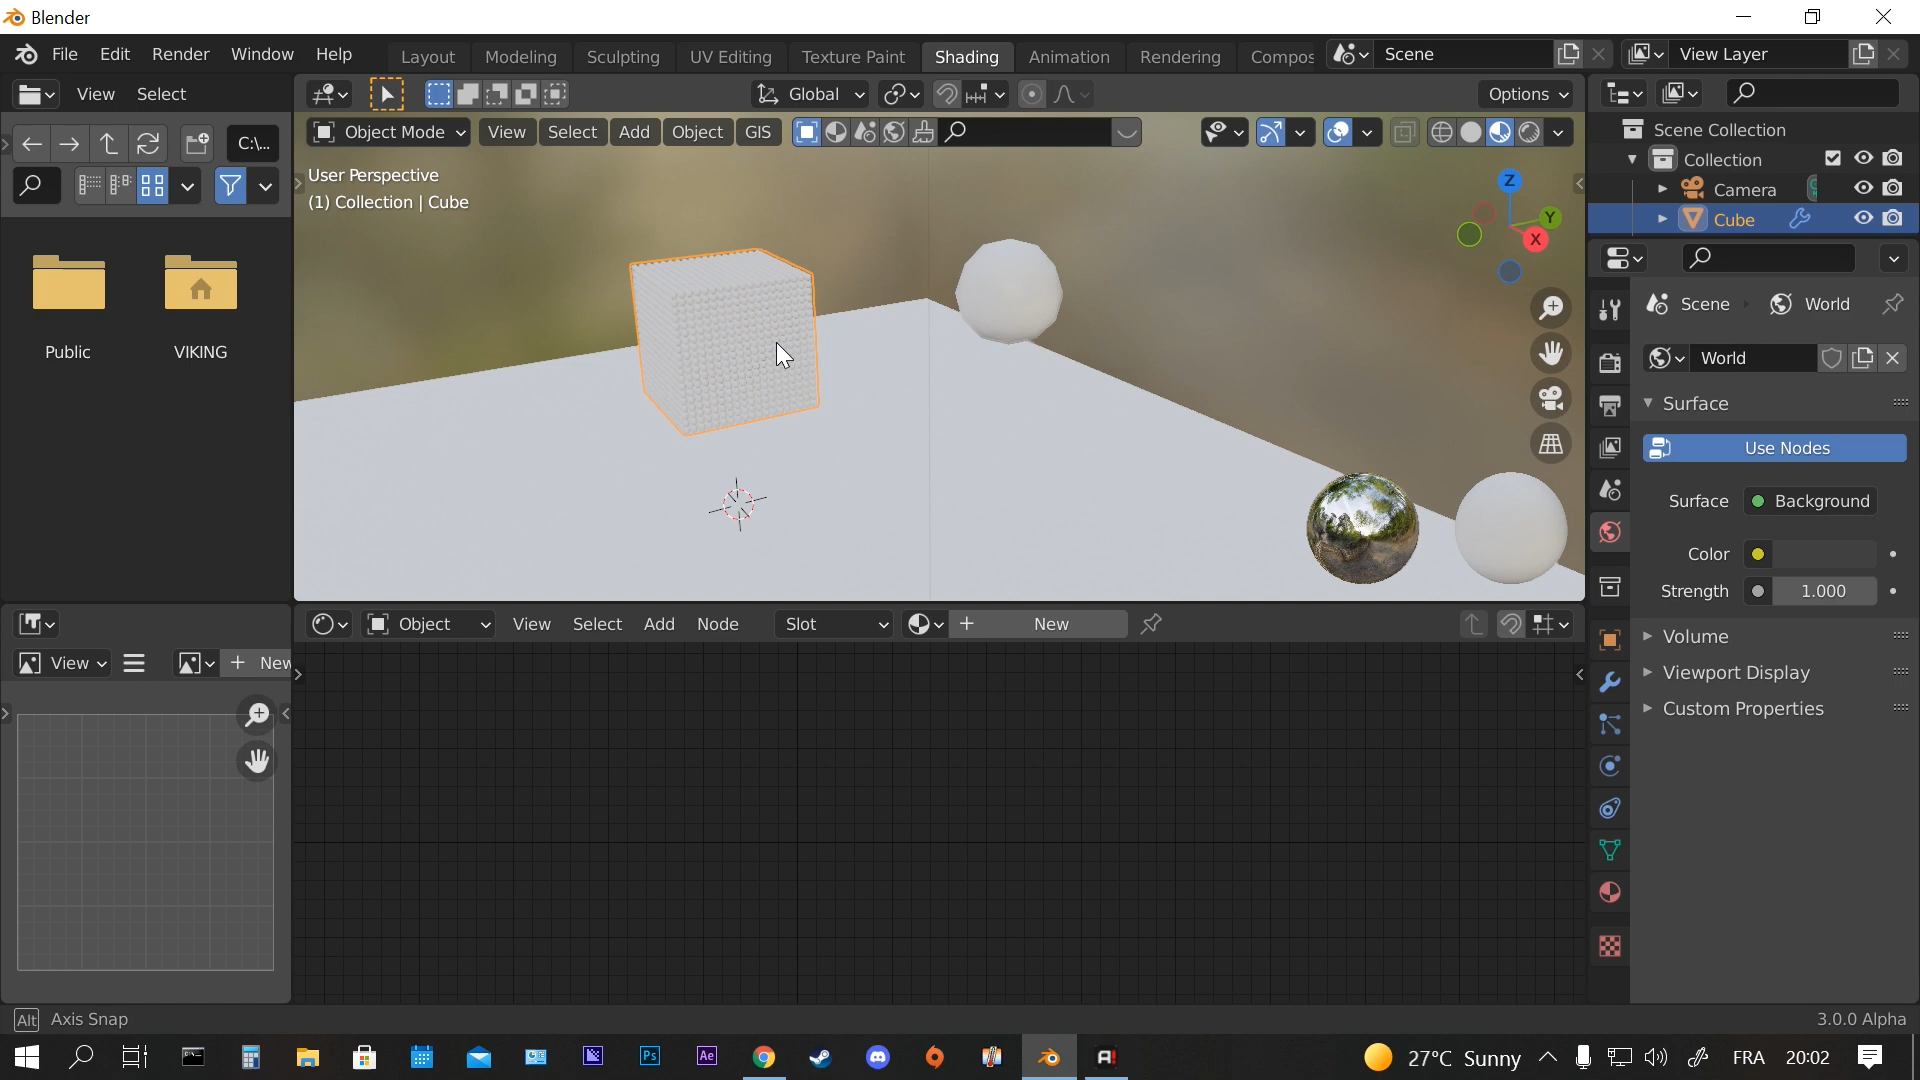 Blender
File Edit Render Window Help Layout Modeling Sculpting UV Editing Texture Paint Shading Animation Rendering Compos Scene View Layer
View Select Global Options
Object Mode View Select Add Object GIS
C:\...
User Perspective
(1) Collection | Cube
Z
Y
X
Public VIKING
Scene Collection
Collection
Camera
Cube
Scene World
World
Surface
Use Nodes
Surface Background
Color
Strength 1.000
Volume
Viewport Display
Custom Properties
Object View Select Add Node Slot New
View New
Alt Axis Snap 3.0.0 Alpha
Ps Ae A! 27°C Sunny FRA 20:02